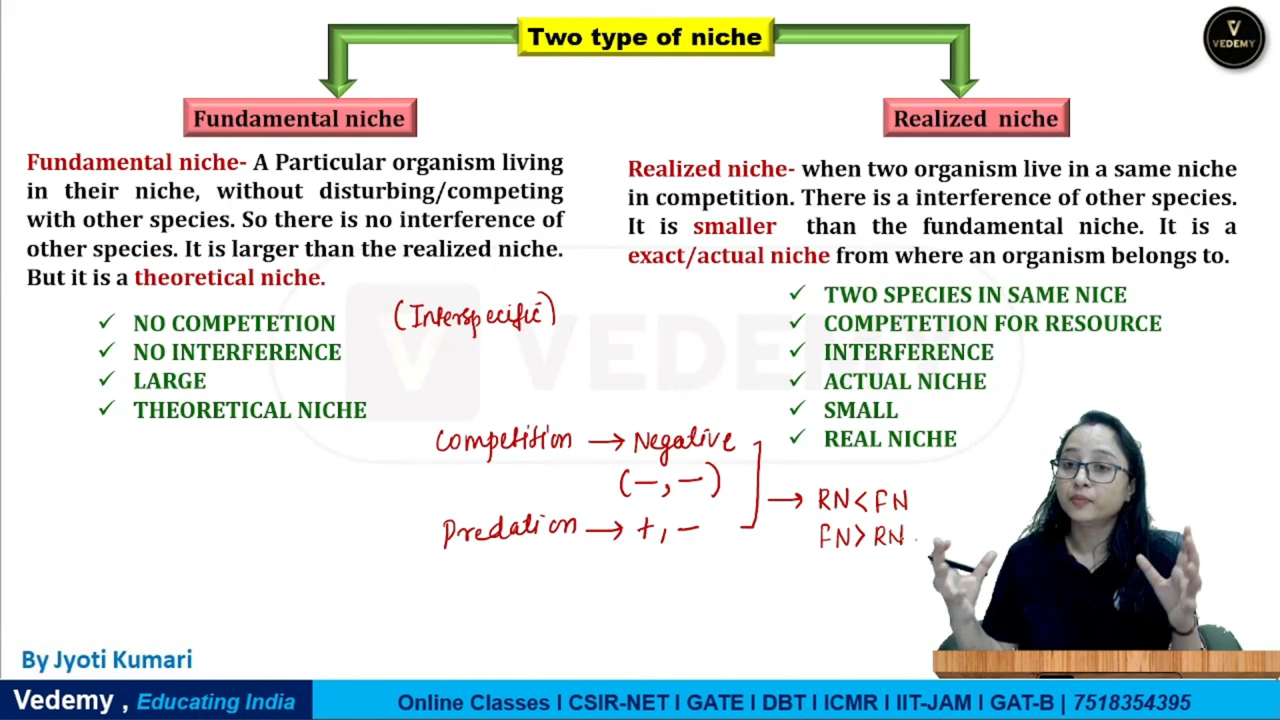 Two type of niche
V
VEDEMY
Fundamental niche
Realized niche
Fundamental niche- A Particular organism living
in their niche, without disturbing/competing
with other species. So there is no interference of
other species. It is larger than the realized niche.
But it is a theoretical niche.
✓ NO COMPETETION
✓ NO INTERFERENCE
✓ LARGE
✓ THEORETICAL NICHE
(Interspecific)
Realized niche- when two organism live in a same niche
in competition. There is a interference of other species.
It is smaller than the fundamental niche. It is a
exact/actual niche from where an organism belongs to.
✓ TWO SPECIES IN SAME NICE
✓ COMPETETION FOR RESOURCE
✓ INTERFERENCE
✓ ACTUAL NICHE
✓ SMALL
✓ REAL NICHE
VEDEMY
Competition → Negative
(−, −)
Predation → +, −
→ RN < FN
FN > RN
By Jyoti Kumari
Vedemy , Educating India
Online Classes I CSIR-NET I GATE I DBT I ICMR I IIT-JAM I GAT-B I 7518354395